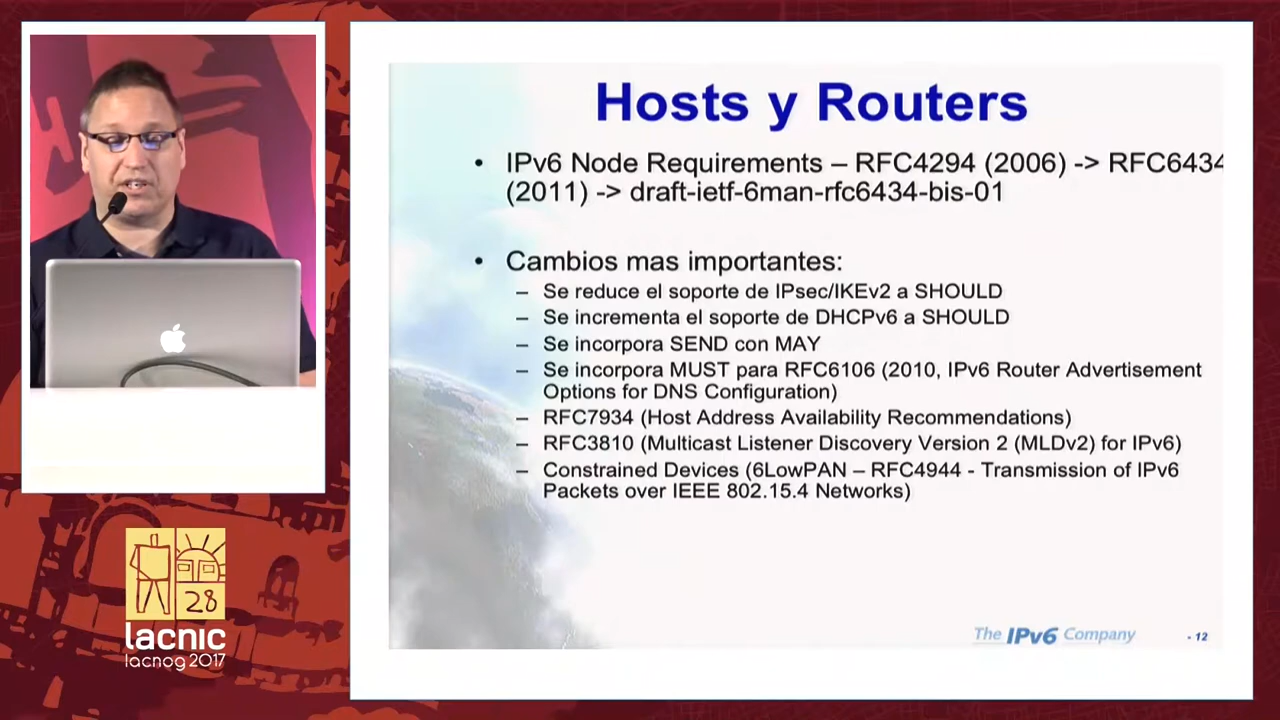 Hosts y Routers
• IPv6 Node Requirements – RFC4294 (2006) -> RFC6434
(2011) -> draft-ietf-6man-rfc6434-bis-01
• Cambios mas importantes:
– Se reduce el soporte de IPsec/IKEv2 a SHOULD
– Se incrementa el soporte de DHCPv6 a SHOULD
– Se incorpora SEND con MAY
– Se incorpora MUST para RFC6106 (2010, IPv6 Router Advertisement
Options for DNS Configuration)
– RFC7934 (Host Address Availability Recommendations)
– RFC3810 (Multicast Listener Discovery Version 2 (MLDv2) for IPv6)
– Constrained Devices (6LowPAN – RFC4944 - Transmission of IPv6
Packets over IEEE 802.15.4 Networks)
The IPv6 Company
- 12
28
lacnic
lacnog 2017